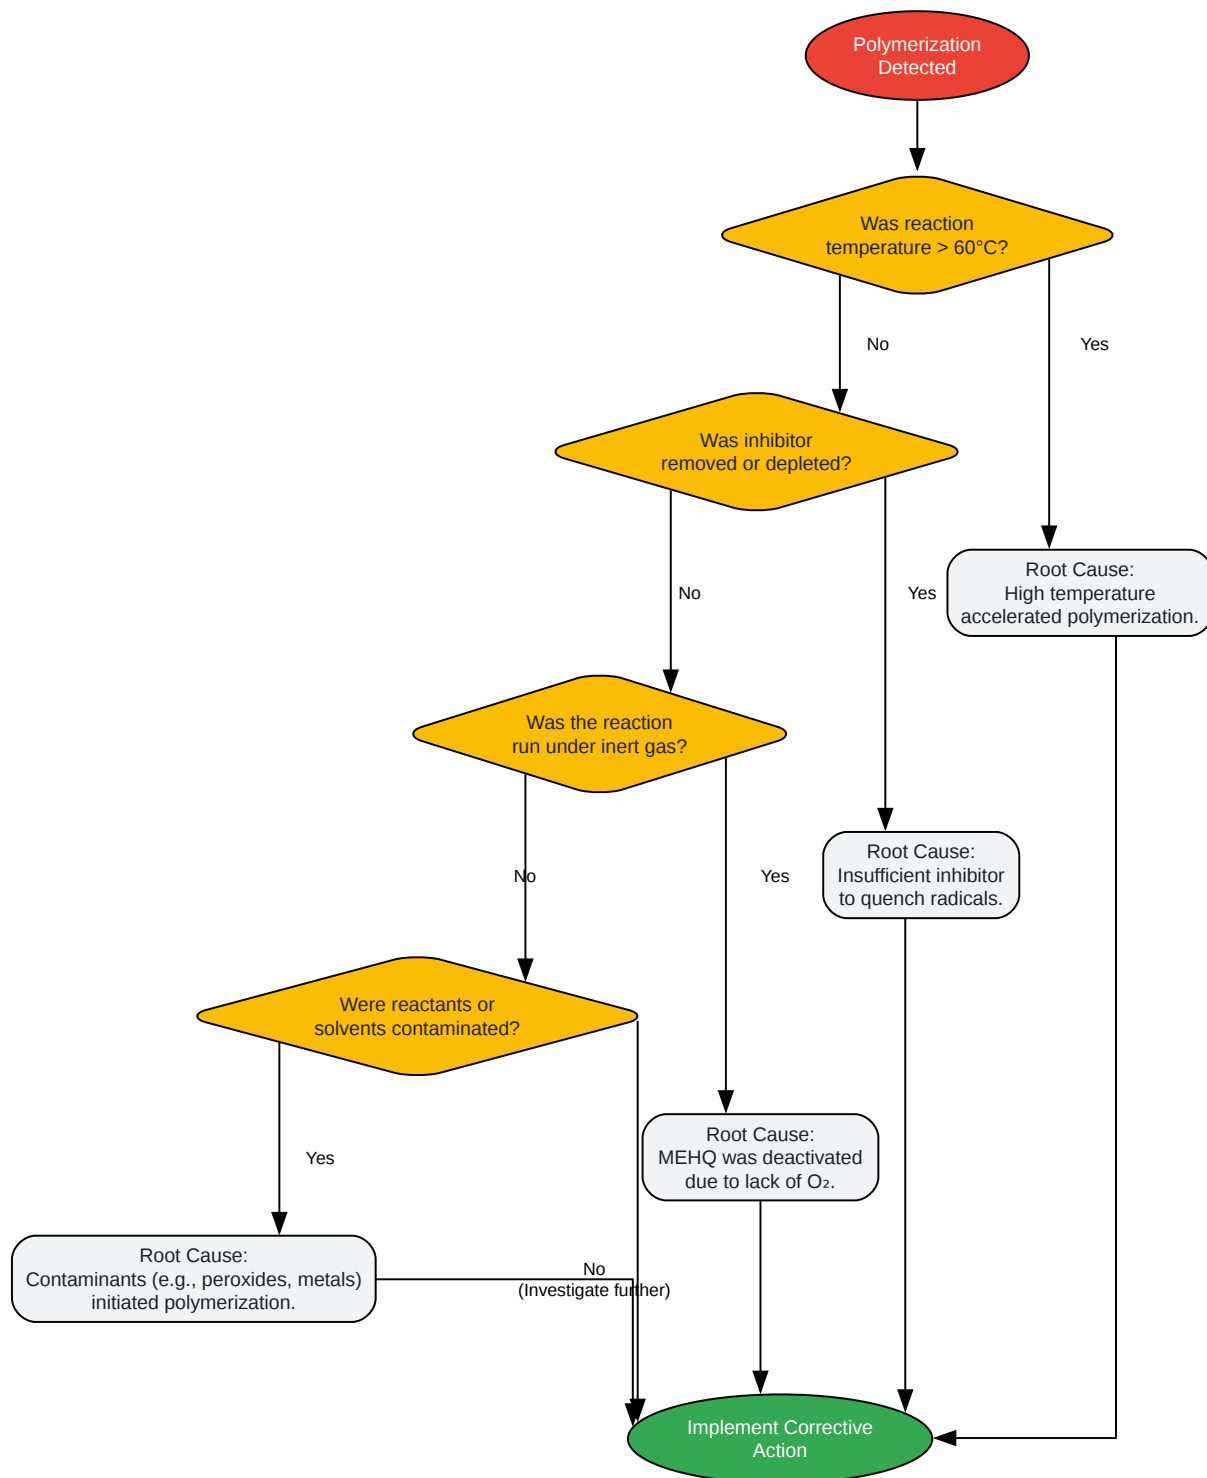 Polymerization
Detected
Was reaction
temperature > 60°C?
No
Yes
Was inhibitor
removed or depleted?
No
Yes
Root Cause:
High temperature
accelerated polymerization.
Was the reaction
run under inert gas?
No
Yes
Root Cause:
Insufficient inhibitor
to quench radicals.
Were reactants or
solvents contaminated?
Yes
Root Cause:
MEHQ was deactivated
due to lack of O₂.
Root Cause:
Contaminants (e.g., peroxides, metals)
initiated polymerization.
No
(Investigate further)
Implement Corrective
Action